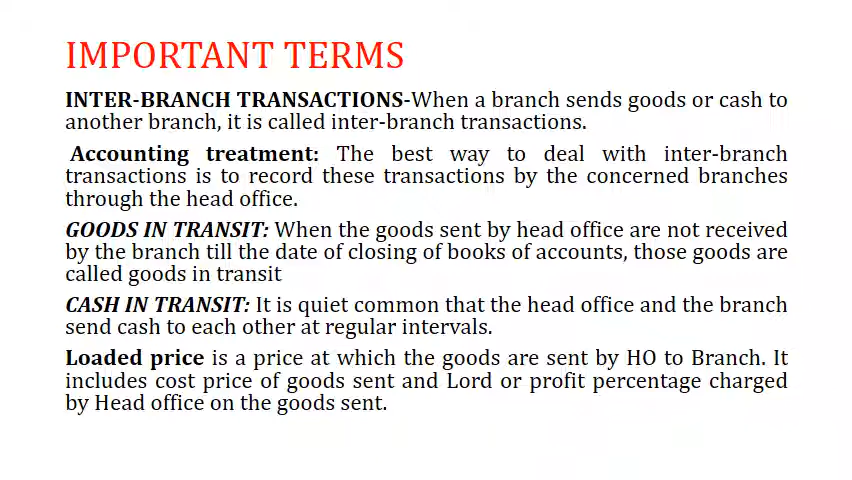 IMPORTANT TERMS
INTER-BRANCH TRANSACTIONS-When a branch sends goods or cash to
another branch, it is called inter-branch transactions.
Accounting treatment: The best way to deal with inter-branch
transactions is to record these transactions by the concerned branches
through the head office.
GOODS IN TRANSIT: When the goods sent by head office are not received
by the branch till the date of closing of books of accounts, those goods are
called goods in transit
CASH IN TRANSIT: It is quiet common that the head office and the branch
send cash to each other at regular intervals.
Loaded price is a price at which the goods are sent by HO to Branch. It
includes cost price of goods sent and Lord or profit percentage charged
by Head office on the goods sent.